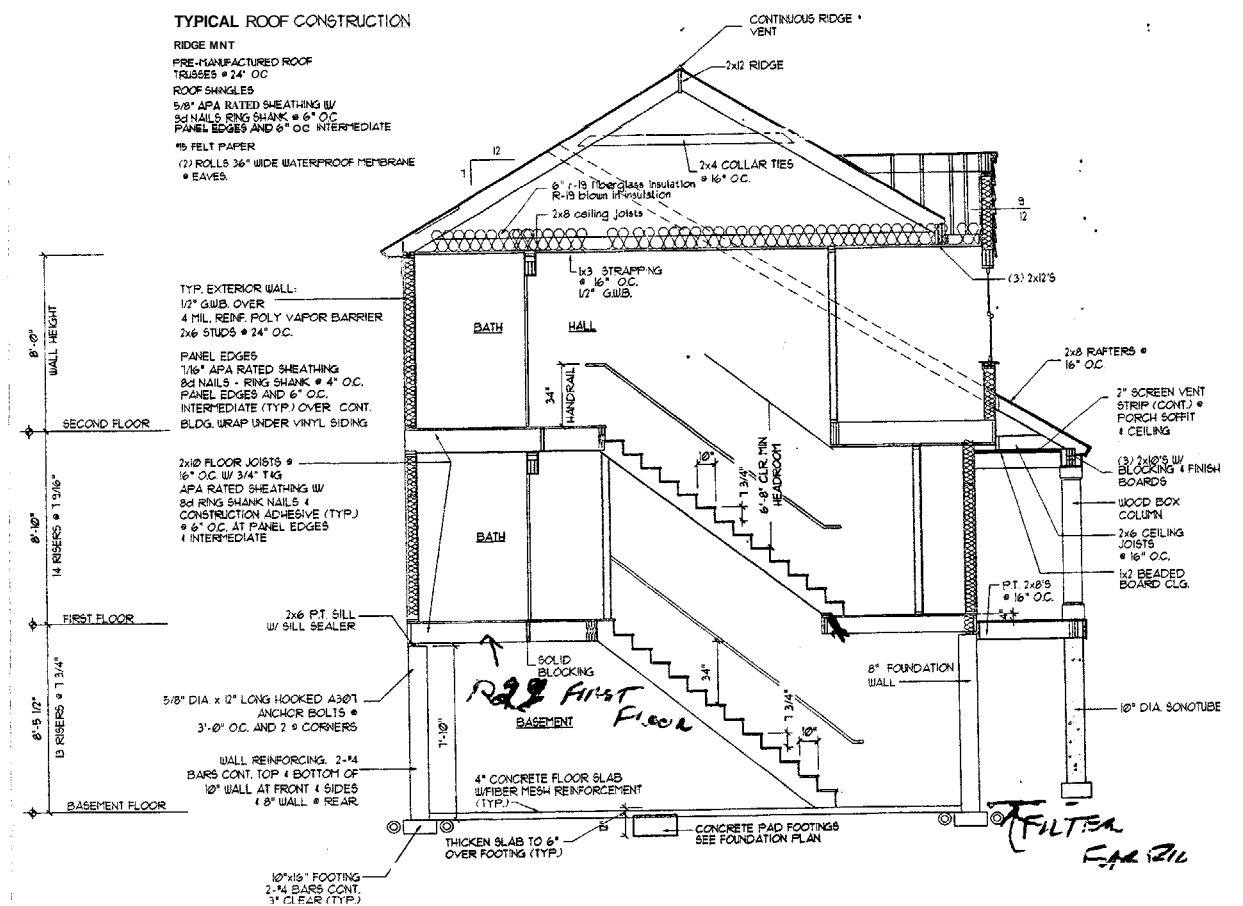 TYPICAL ROOF CONSTRUCTION
RIDGE MNT
PRE-MANUFACTURED ROOF
TRUSSES @ 24" OC
ROOF SHINGLES
5/8" APA RATED SHEATHING W/
8d NAILS RING SHANK @ 6" O.C.
PANEL EDGES AND 6" OC INTERMEDIATE
#15 FELT PAPER
(2) ROLLS 36" WIDE WATERPROOF MEMBRANE
@ EAVES.
CONTINUOUS RIDGE
VENT
2x12 RIDGE
12
7
2x4 COLLAR TIES
@ 16" O.C.
6" r-19 fiberglass insulation
R-19 blown in insulation
2x8 ceiling joists
9
12
(3) 2x12'S
1x3 STRAPPING
@ 16" O.C.
1/2" G.W.B.
TYP. EXTERIOR WALL:
1/2" G.W.B. OVER
4 MIL. REINF. POLY VAPOR BARRIER
2x6 STUDS @ 24" O.C.
PANEL EDGES
7/16" APA RATED SHEATHING
8d NAILS - RING SHANK @ 4" O.C.
PANEL EDGES AND 6" O.C.
INTERMEDIATE (TYP.) OVER CONT.
BLDG. WRAP UNDER VINYL SIDING
8'-0"
WALL HEIGHT
BATH
HALL
34"
HANDRAIL
2x8 RAFTERS @
16" O.C.
2" SCREEN VENT
STRIP (CONT.) @
PORCH SOFFIT
& CEILING
SECOND FLOOR
2x10 FLOOR JOISTS @
16" O.C. W/ 3/4" T&G
APA RATED SHEATHING W/
8d RING SHANK NAILS &
CONSTRUCTION ADHESIVE (TYP.)
@ 6" O.C. AT PANEL EDGES
& INTERMEDIATE
8'-10"
14 RISERS @ 7 9/16"
BATH
10"
7 3/4"
6'-8" CLR. MIN.
HEADROOM
(3) 2x10'S W/
BLOCKING & FINISH
BOARDS
WOOD BOX
COLUMN
2x6 CEILING
JOISTS
@ 16" O.C.
1x2 BEADED
BOARD CLG.
P.T. 2x8'S
@ 16" O.C.
FIRST FLOOR
2x6 P.T. SILL
W/ SILL SEALER
SOLID
BLOCKING
FIRST
FLOOR
BASEMENT
34"
7 3/4"
10"
8" FOUNDATION
WALL
10" DIA. SONOTUBE
8'-5 1/2"
13 RISERS @ 7 3/4"
7'-10"
5/8" DIA. x 12" LONG HOOKED A307
ANCHOR BOLTS @
3'-0" O.C. AND 2 @ CORNERS
WALL REINFORCING. 2-#4
BARS CONT. TOP & BOTTOM OF
10" WALL AT FRONT & SIDES
& 8" WALL @ REAR.
4" CONCRETE FLOOR SLAB
W/FIBER MESH REINFORCEMENT
(TYP.)
BASEMENT FLOOR
12"
THICKEN SLAB TO 6"
OVER FOOTING (TYP.)
CONCRETE PAD FOOTINGS
SEE FOUNDATION PLAN
FILTER
10"x16" FOOTING
2-#4 BARS CONT.
3" CLEAR (TYP.)